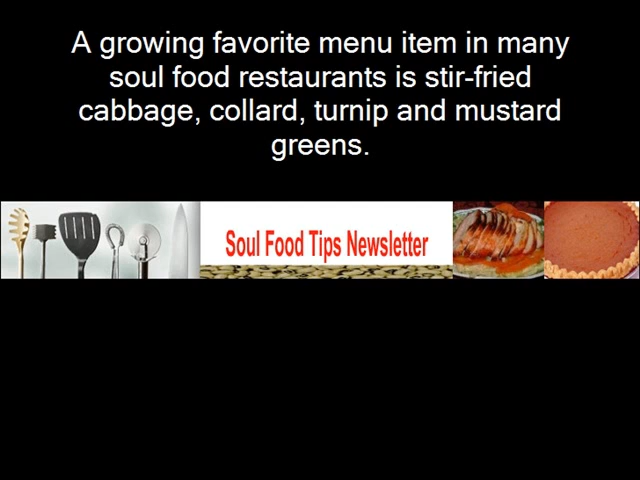 A growing favorite menu item in many
soul food restaurants is stir-fried
cabbage, collard, turnip and mustard
greens.
Soul Food Tips Newsletter